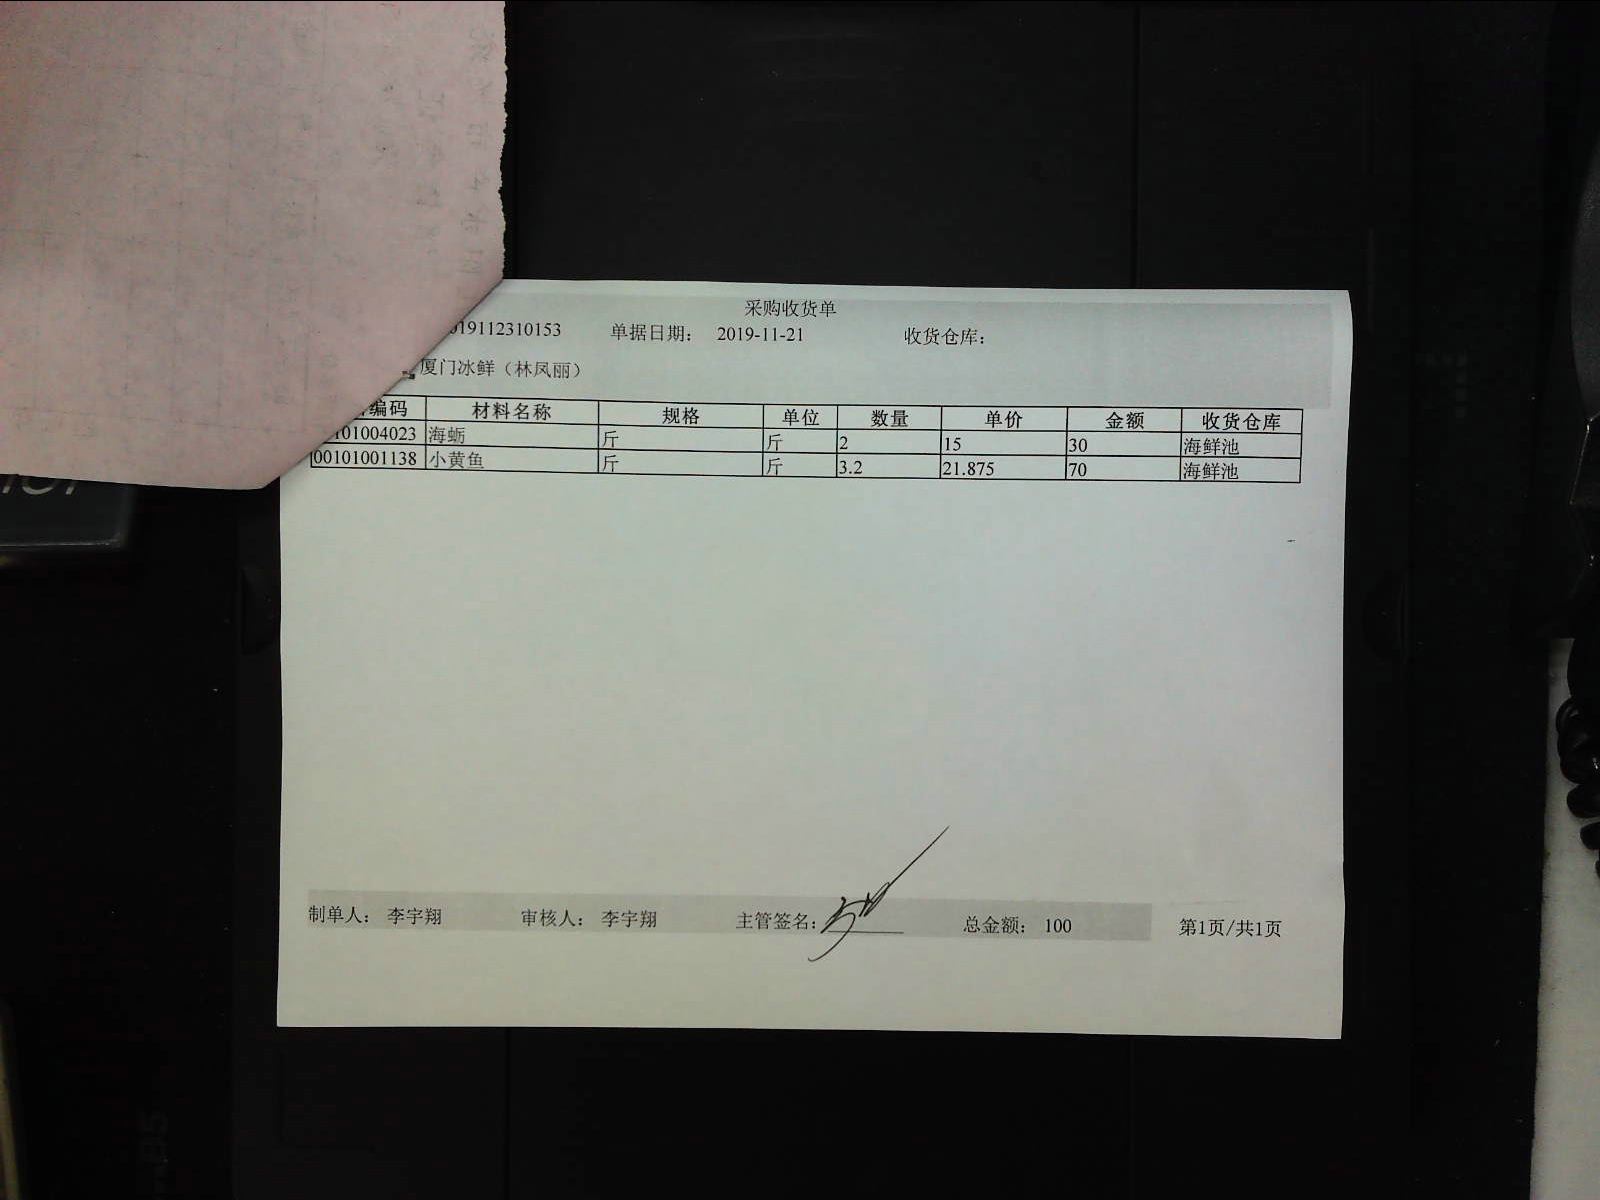 采购收货单
019112310153 单据日期: 2019-11-21 收货仓库:
厦门冰鲜（林凤丽）
编码 材料名称 规格 单位 数量 单价 金额 收货仓库
101004023 海蛎 斤 斤 2 15 30 海鲜池
00101001138 小黄鱼 斤 斤 3.2 21.875 70 海鲜池
制单人: 李宇翔 审核人: 李宇翔 主管签名: 总金额: 100 第1页/共1页